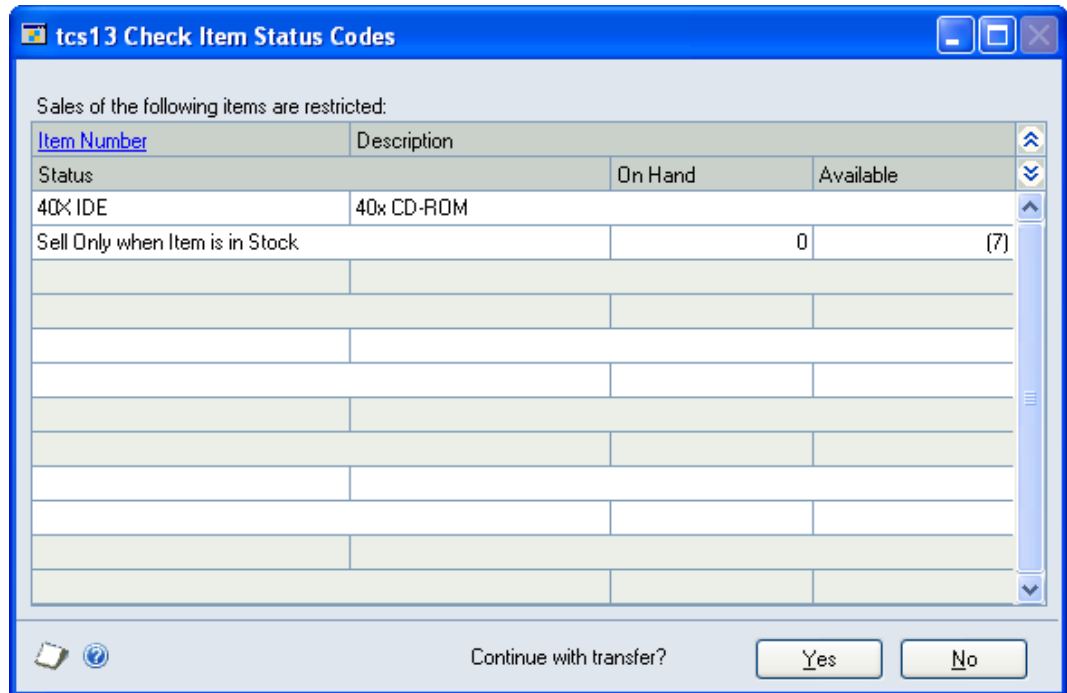 tcs13 Check Item Status Codes
Sales of the following items are restricted:
Item Number Description
Status On Hand Available
40X IDE 40x CD-ROM
Sell Only when Item is in Stock 0 (7)
Continue with transfer? Yes No